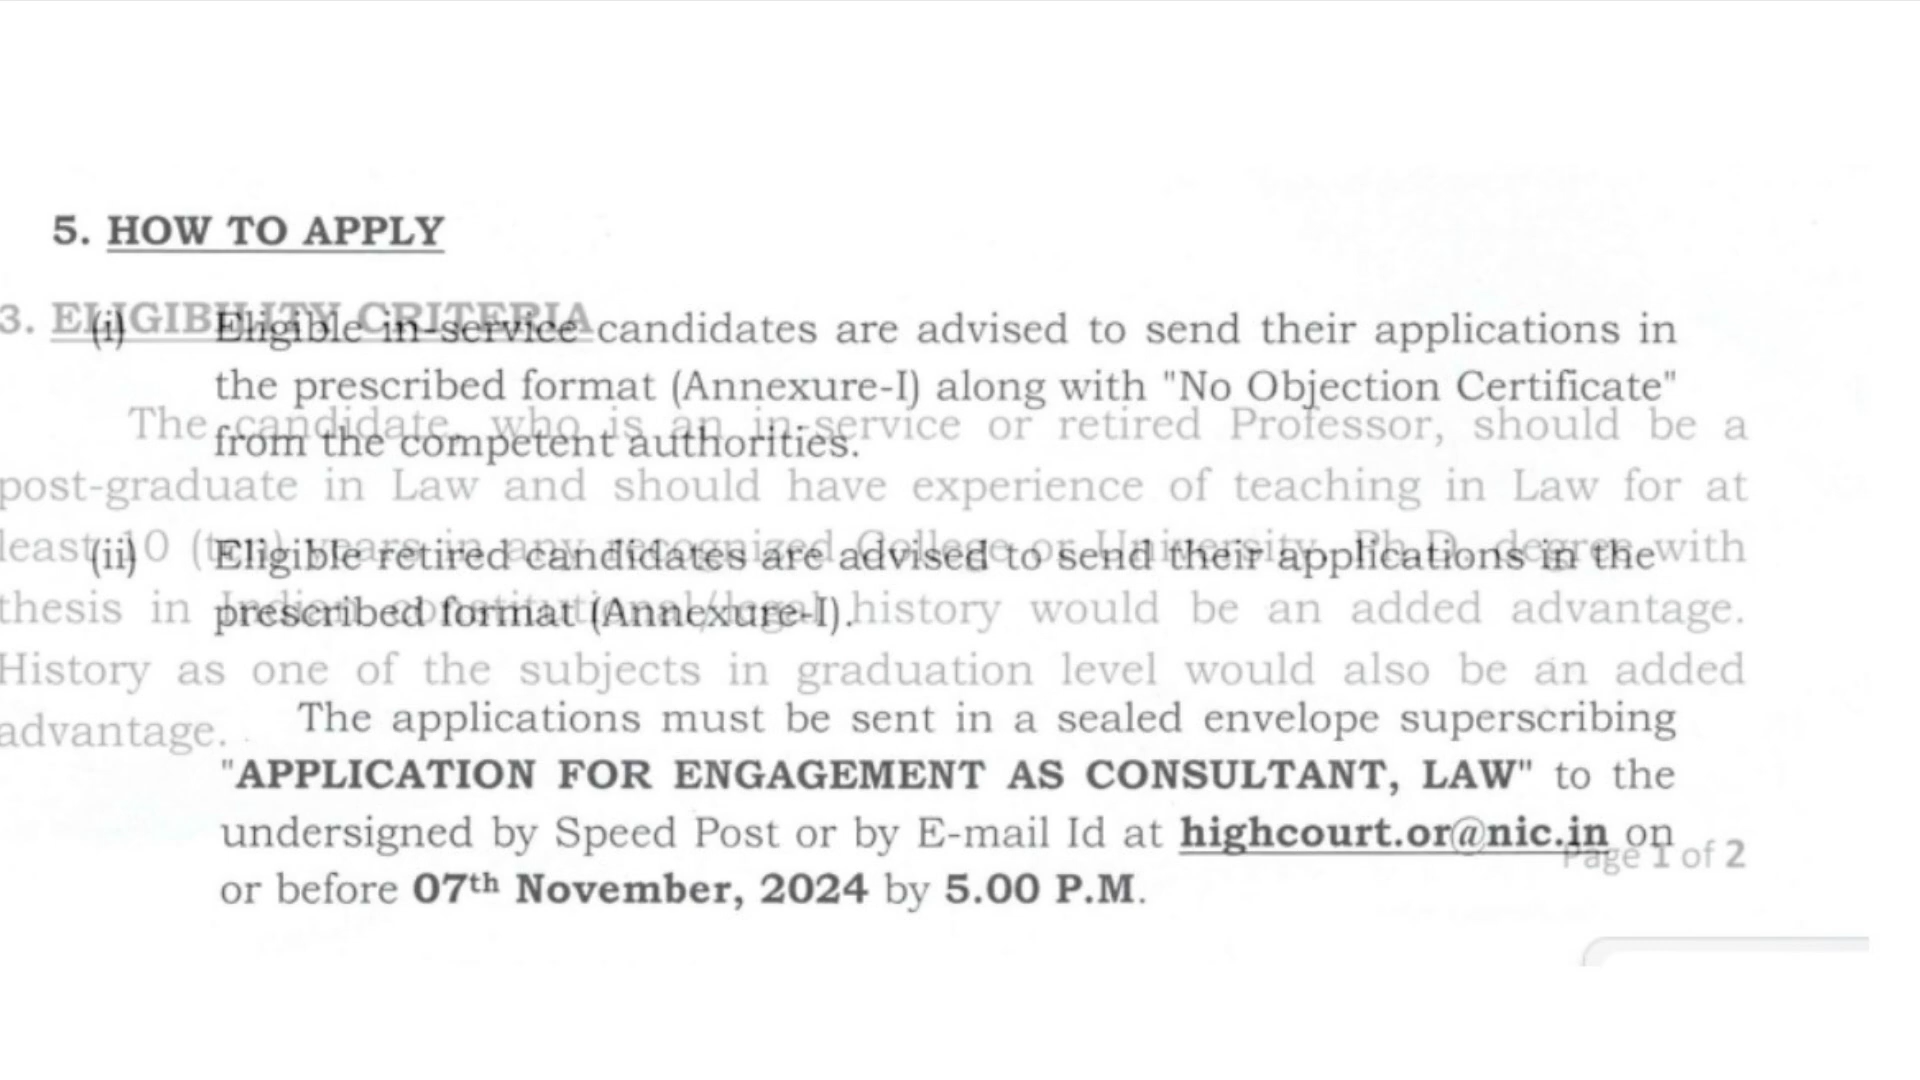 5. HOW TO APPLY
(i) Eligible in-service candidates are advised to send their applications in
the prescribed format (Annexure-I) along with "No Objection Certificate"
from the competent authorities.
(ii) Eligible retired candidates are advised to send their applications in the
prescribed format (Annexure-I).
The applications must be sent in a sealed envelope superscribing
"APPLICATION FOR ENGAGEMENT AS CONSULTANT, LAW" to the
undersigned by Speed Post or by E-mail Id at highcourt.or@nic.in on
or before 07th November, 2024 by 5.00 P.M.
3. ELIGIBILITY CRITERIA
The candidate, who is an in-service or retired Professor, should be a
post-graduate in Law and should have experience of teaching in Law for at
least 10 (ten) years in any recognized College or University. Ph.D. degree with
thesis in Indian constitutional/legal history would be an added advantage.
History as one of the subjects in graduation level would also be an added
advantage.
Page 1 of 2